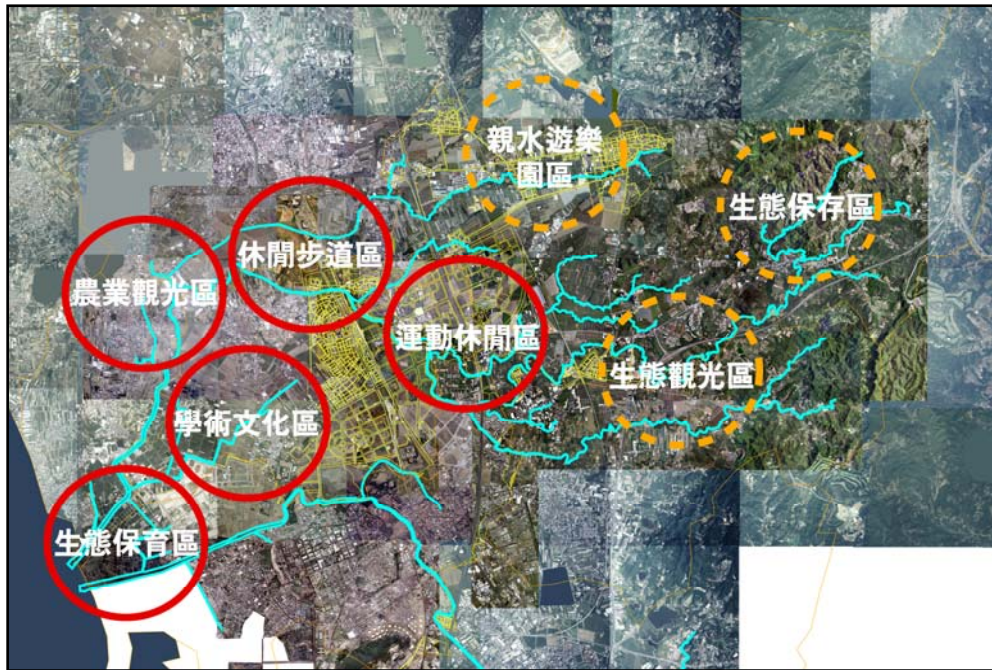 親水遊樂
園區
生態保存區
休閒步道區
農業觀光區
運動休閒區
生態觀光區
學術文化區
生態保育區